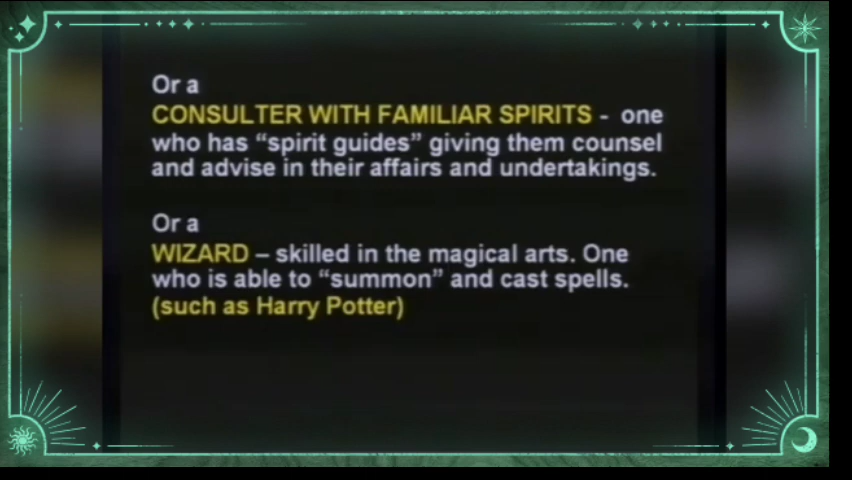 Or a
CONSULTER WITH FAMILIAR SPIRITS - one
who has “spirit guides” giving them counsel
and advise in their affairs and undertakings.
Or a
WIZARD – skilled in the magical arts. One
who is able to “summon” and cast spells.
(such as Harry Potter)